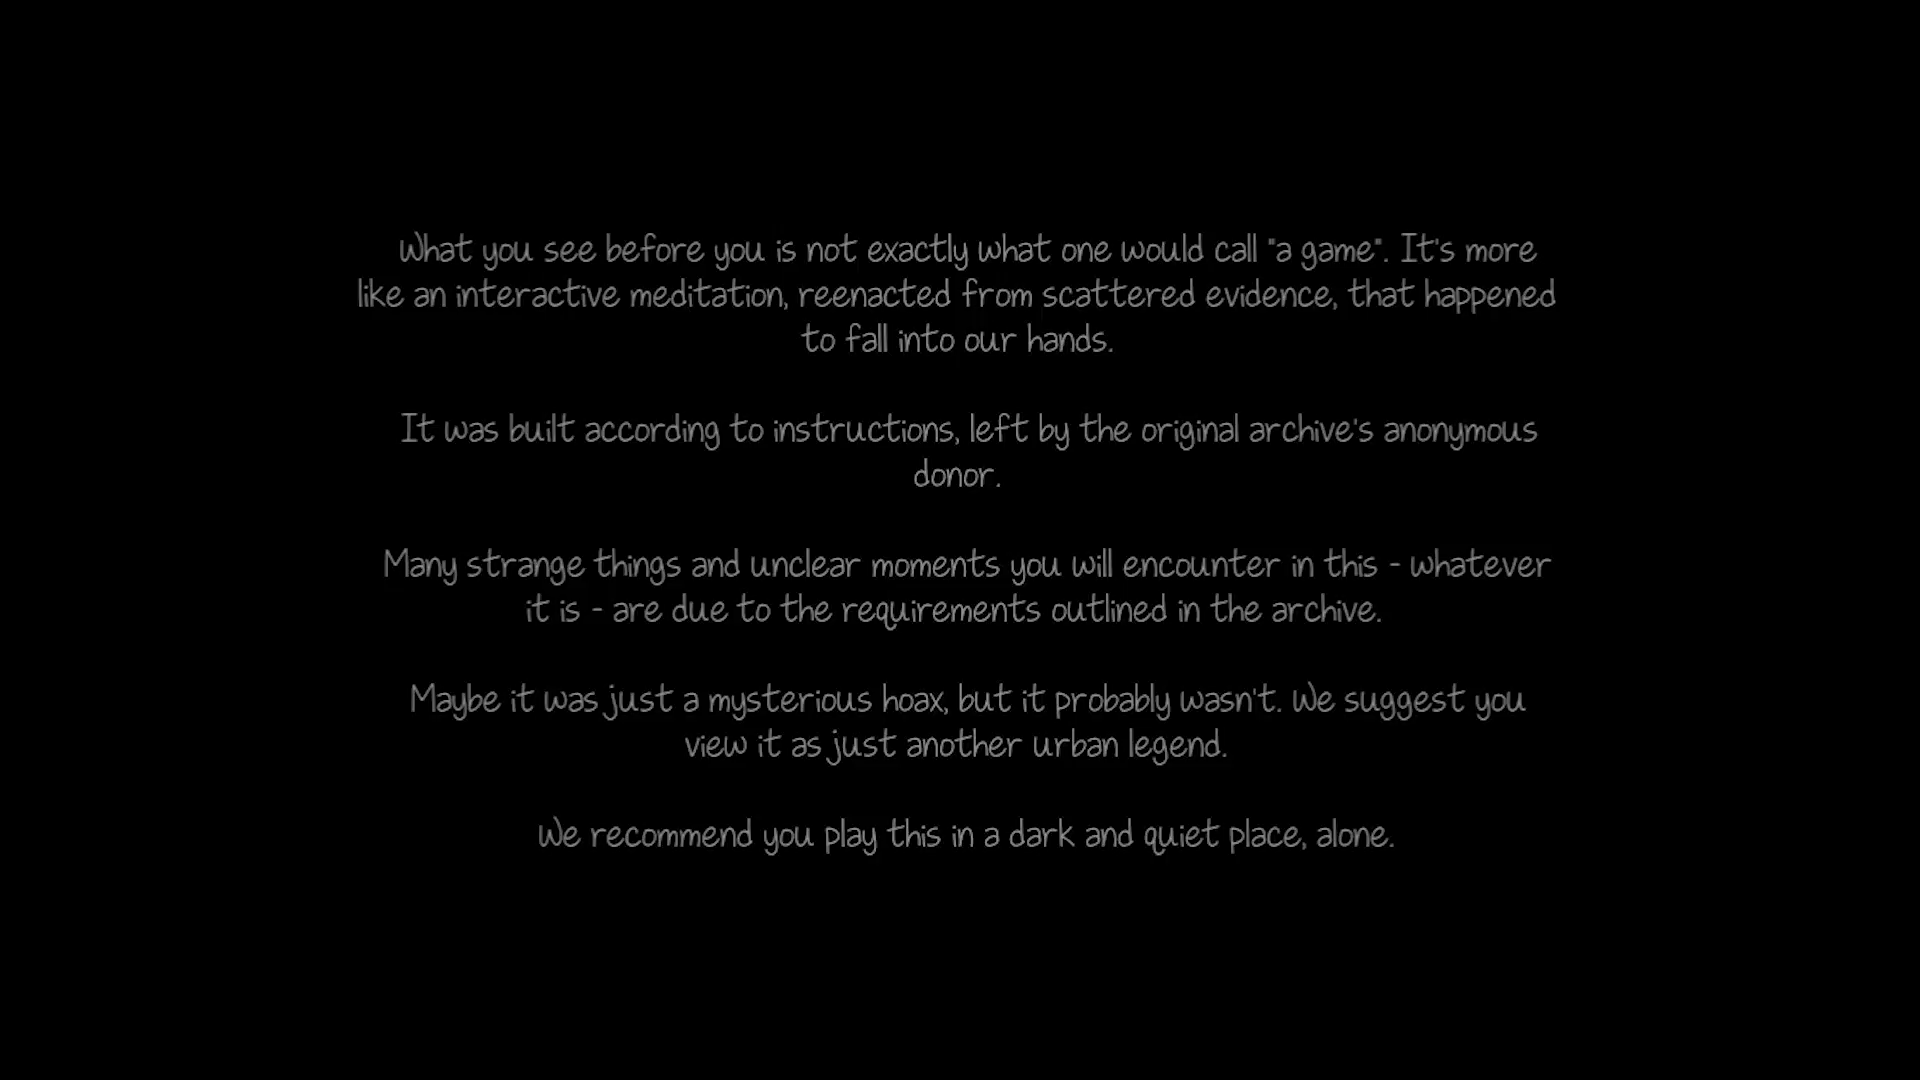 What you see before you is not exactly what one would call "a game". It's more
like an interactive meditation, reenacted from scattered evidence, that happened
to fall into our hands.
It was built according to instructions, left by the original archive's anonymous
donor.
Many strange things and unclear moments you will encounter in this - whatever
it is - are due to the requirements outlined in the archive.
Maybe it was just a mysterious hoax, but it probably wasn't. We suggest you
view it as just another urban legend.
We recommend you play this in a dark and quiet place, alone.